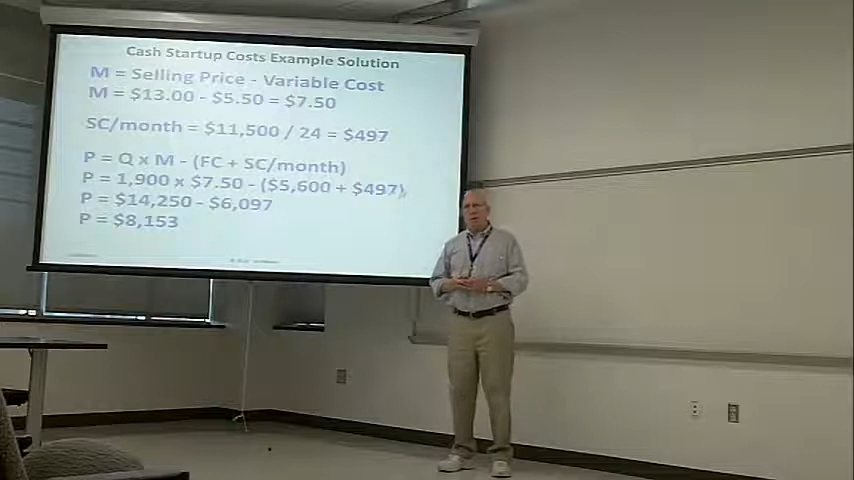 Cash Startup Costs Example Solution
M = Selling Price - Variable Cost
M = $13.00 - $5.50 = $7.50
SC/month = $11,500 / 24 = $497
P = Q x M - (FC + SC/month)
P = 1,900 x $7.50 - ($5,600 + $497)
P = $14,250 - $6,097
P = $8,153